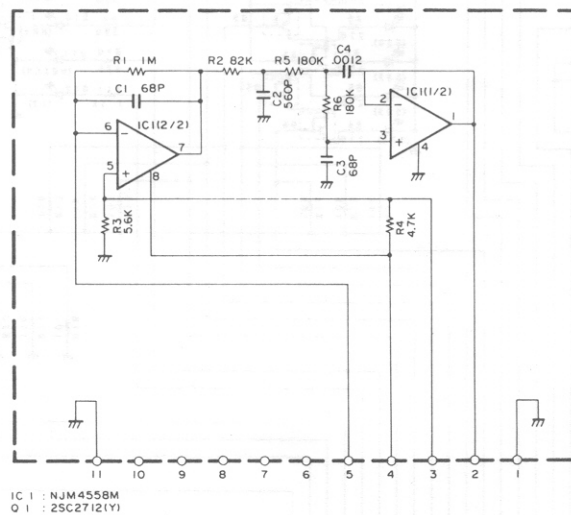 R1 1M
R2 82K
R5 180K
C4
.0012
C1 68P
C2
560P
R6
180K
IC1(1/2)
IC1(2/2)
6
−
7
5
+
8
2
−
1
3
+
4
C3
68P
R3
5.6K
R4
4.7K
11 10 9 8 7 6 5 4 3 2 1
IC 1 : NJM4558M
Q 1 : 2SC2712(Y)